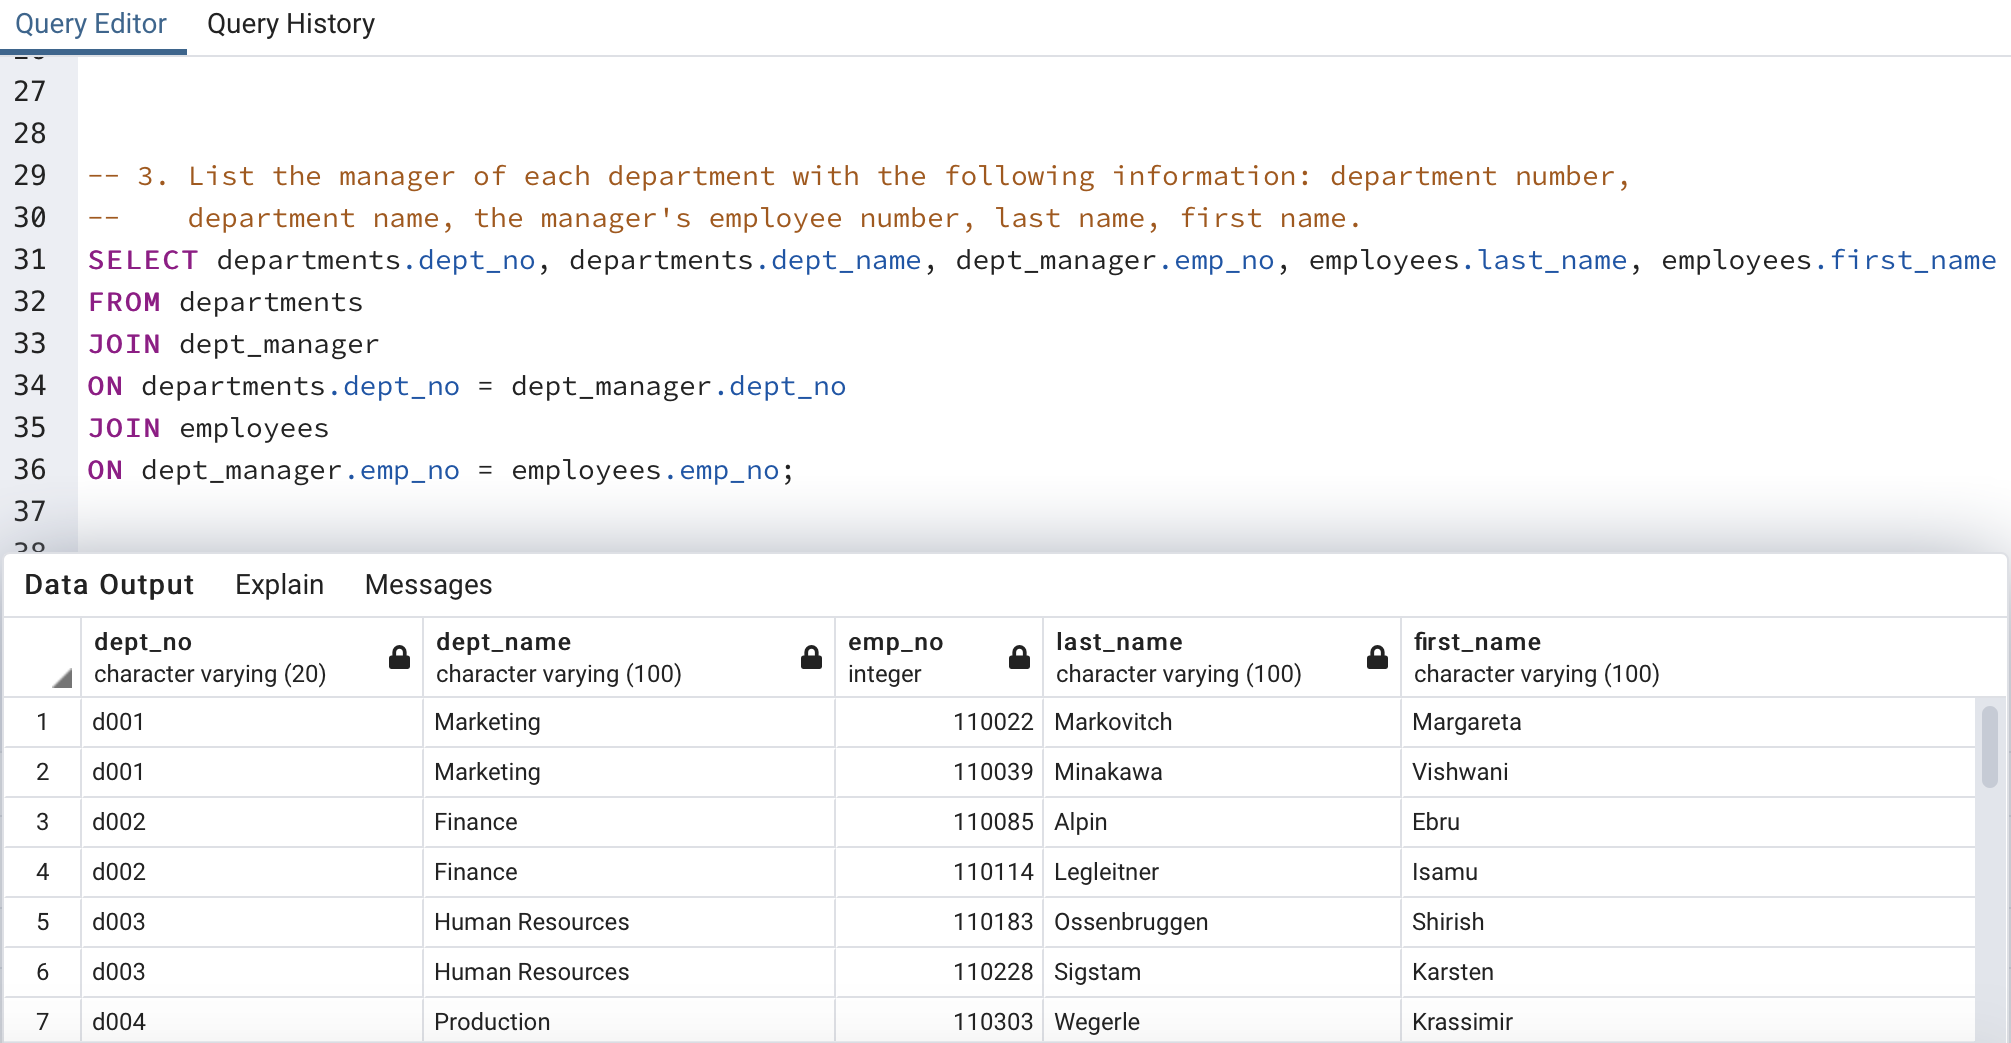 Query Editor Query History
27
28
29 -- 3. List the manager of each department with the following information: department number,
30 --    department name, the manager's employee number, last name, first name.
31 SELECT departments.dept_no, departments.dept_name, dept_manager.emp_no, employees.last_name, employees.first_name
32 FROM departments
33 JOIN dept_manager
34 ON departments.dept_no = dept_manager.dept_no
35 JOIN employees
36 ON dept_manager.emp_no = employees.emp_no;
37
38
Data Output Explain Messages
dept_no dept_name emp_no last_name first_name
character varying (20) character varying (100) integer character varying (100) character varying (100)
1 d001 Marketing 110022 Markovitch Margareta
2 d001 Marketing 110039 Minakawa Vishwani
3 d002 Finance 110085 Alpin Ebru
4 d002 Finance 110114 Legleitner Isamu
5 d003 Human Resources 110183 Ossenbruggen Shirish
6 d003 Human Resources 110228 Sigstam Karsten
7 d004 Production 110303 Wegerle Krassimir